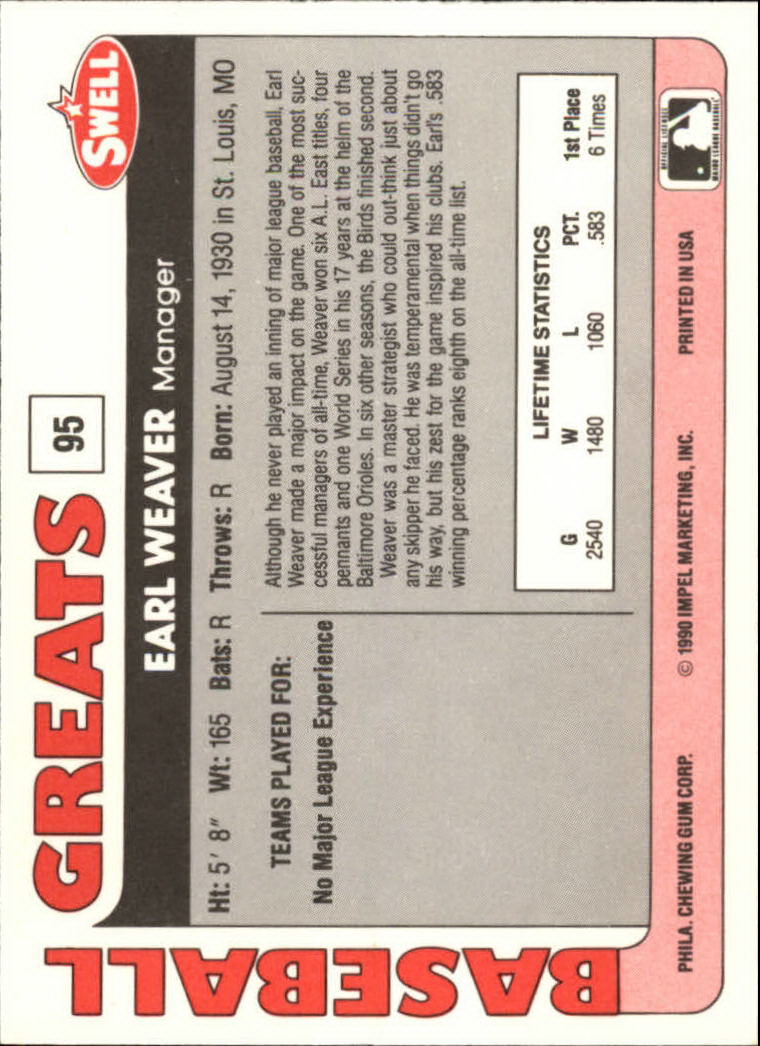 BASEBALL
GREATS
95
SWELL
EARL WEAVER Manager
Ht: 5' 8" Wt: 165 Bats: R Throws: R Born: August 14, 1930 in St. Louis, MO
TEAMS PLAYED FOR:
No Major League Experience
Although he never played an inning of major league baseball, Earl
Weaver made a major impact on the game. One of the most suc-
cessful managers of all-time, Weaver won six A.L. East titles, four
pennants and one World Series in his 17 years at the helm of the
Baltimore Orioles. In six other seasons, the Birds finished second.
Weaver was a master strategist who could out-think just about
any skipper he faced. He was temperamental when things didn't go
his way, but his zest for the game inspired his clubs. Earl's .583
winning percentage ranks eighth on the all-time list.
LIFETIME STATISTICS
G W L PCT. 1st Place
2540 1480 1060 .583 6 Times
PHILA. CHEWING GUM CORP. © 1990 IMPEL MARKETING, INC. PRINTED IN USA
OFFICIAL LICENSEE
MAJOR LEAGUE BASEBALL